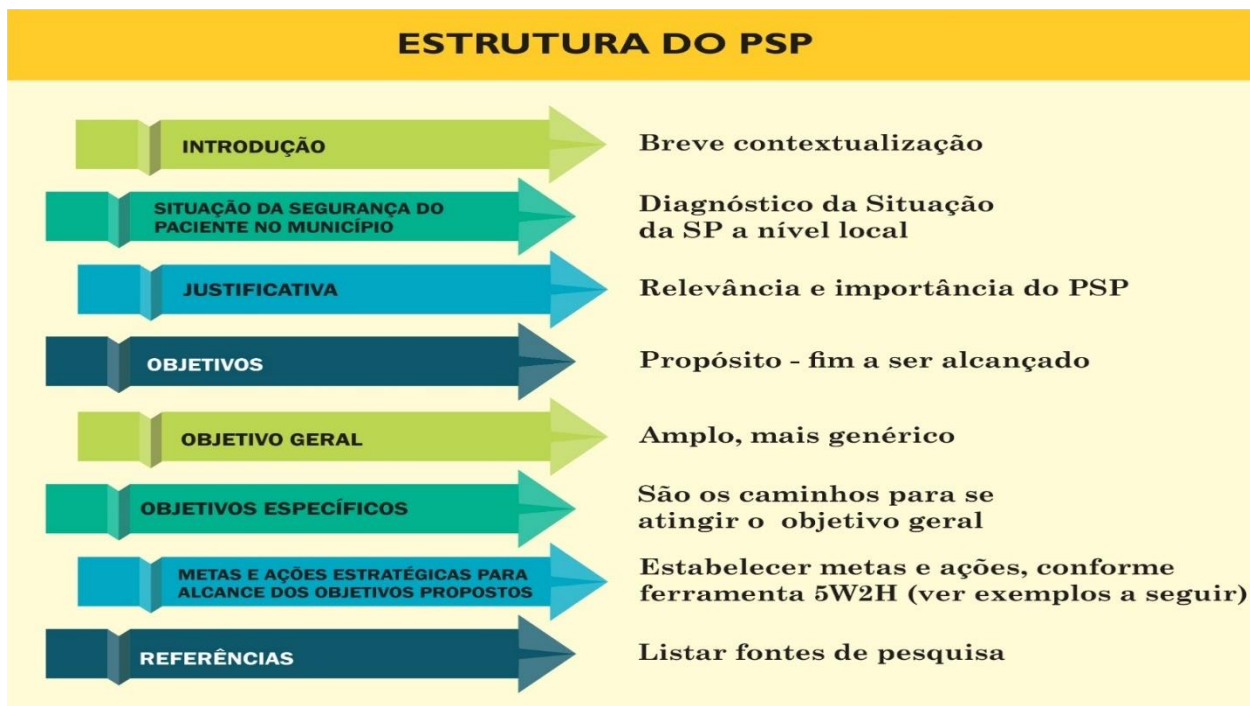 ESTRUTURA DO PSP
INTRODUÇÃO
Breve contextualização
SITUAÇÃO DA SEGURANÇA DO
PACIENTE NO MUNICÍPIO
Diagnóstico da Situação
da SP a nível local
JUSTIFICATIVA
Relevância e importância do PSP
OBJETIVOS
Propósito - fim a ser alcançado
OBJETIVO GERAL
Amplo, mais genérico
OBJETIVOS ESPECÍFICOS
São os caminhos para se
atingir o objetivo geral
METAS E AÇÕES ESTRATÉGICAS PARA
ALCANCE DOS OBJETIVOS PROPOSTOS
Estabelecer metas e ações, conforme
ferramenta 5W2H (ver exemplos a seguir)
REFERÊNCIAS
Listar fontes de pesquisa